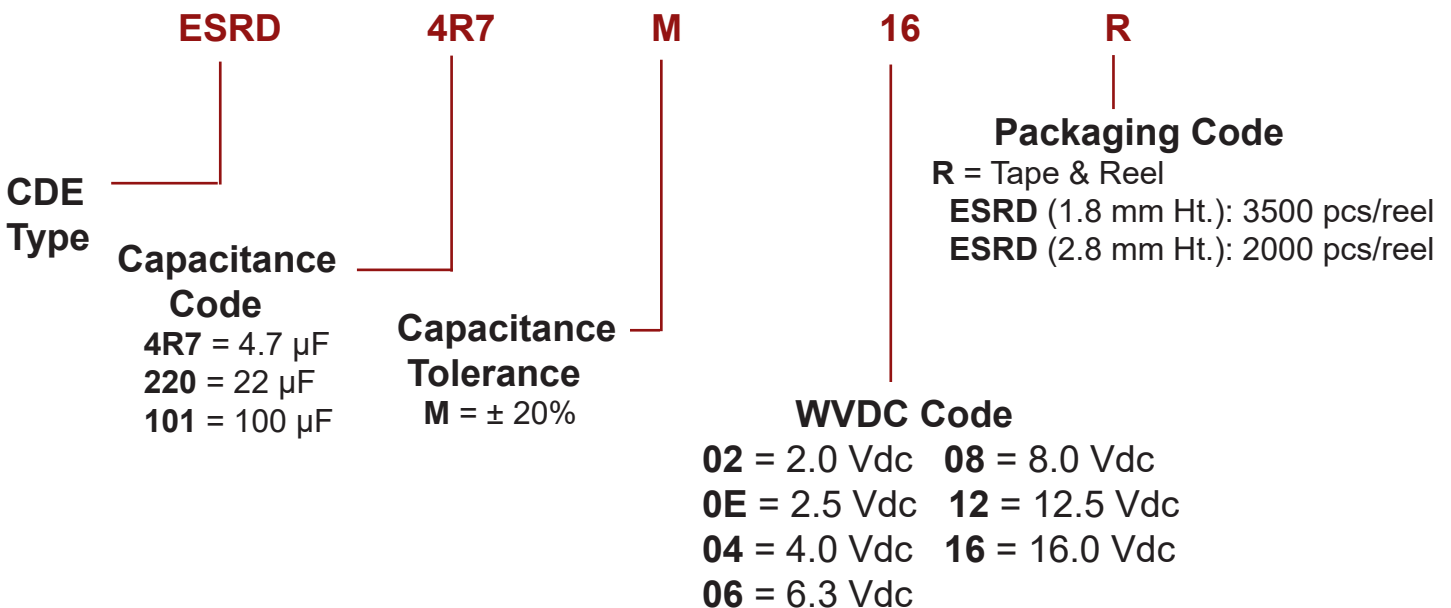 ESRD 4R7 M 16 R
CDE
Type
Capacitance
Code
4R7 = 4.7 µF
220 = 22 µF
101 = 100 µF
Capacitance
Tolerance
M = ± 20%
WVDC Code
02 = 2.0 Vdc 08 = 8.0 Vdc
0E = 2.5 Vdc 12 = 12.5 Vdc
04 = 4.0 Vdc 16 = 16.0 Vdc
06 = 6.3 Vdc
Packaging Code
R = Tape & Reel
ESRD (1.8 mm Ht.): 3500 pcs/reel
ESRD (2.8 mm Ht.): 2000 pcs/reel